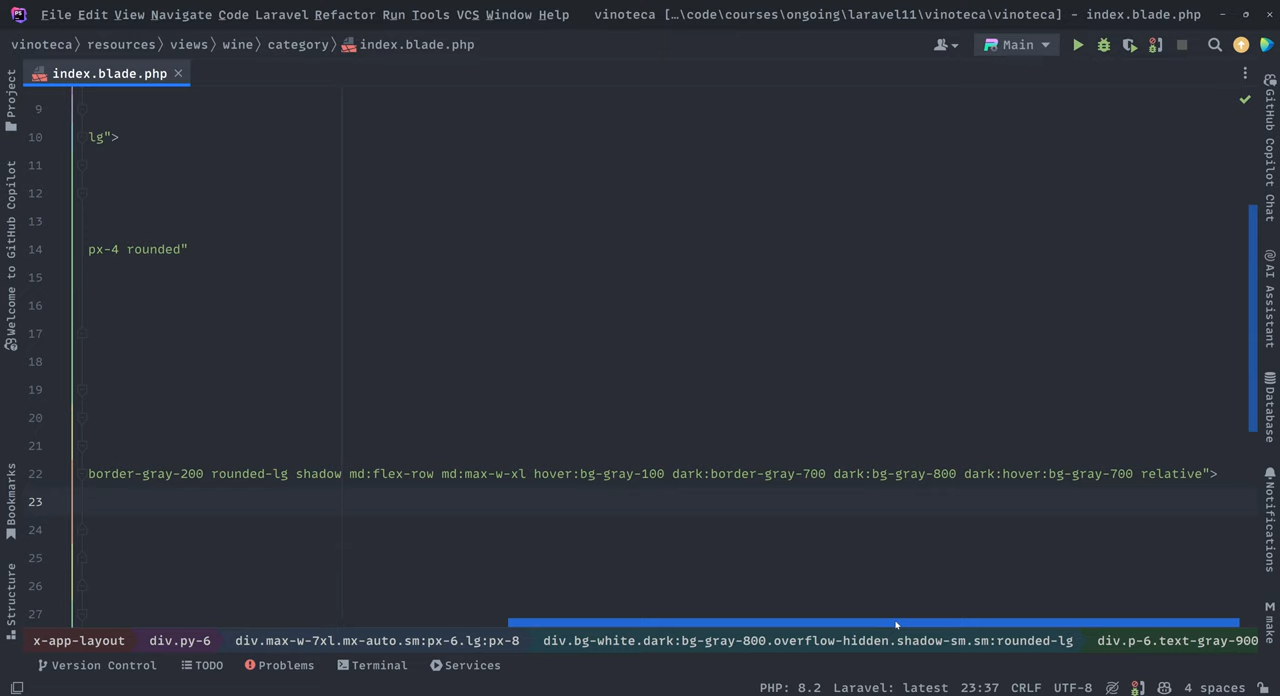 File Edit View Navigate Code Laravel Refactor Run Tools VCS Window Help vinoteca […\code\courses\ongoing\laravel11\vinoteca\vinoteca] - index.blade.php
vinoteca resources views wine category index.blade.php Main
index.blade.php
Project
Welcome to GitHub Copilot
Bookmarks
Structure
9
10 lg">
11
12
13
14 px-4 rounded"
15
16
17
18
19
20
21
22 border-gray-200 rounded-lg shadow md:flex-row md:max-w-xl hover:bg-gray-100 dark:border-gray-700 dark:bg-gray-800 dark:hover:bg-gray-700 relative">
23
24
25
26
27
GitHub Copilot Chat
AI Assistant
Database
Notifications
make
x-app-layout div.py-6 div.max-w-7xl.mx-auto.sm:px-6.lg:px-8 div.bg-white.dark:bg-gray-800.overflow-hidden.shadow-sm.sm:rounded-lg div.p-6.text-gray-900
Version Control TODO Problems Terminal Services
PHP: 8.2 Laravel: latest 23:37 CRLF UTF-8 4 spaces